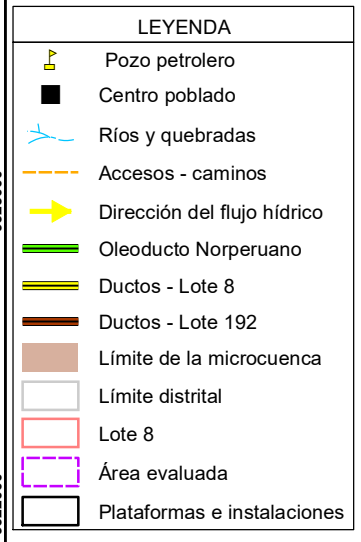 LEYENDA
Pozo petrolero
Centro poblado
Ríos y quebradas
Accesos - caminos
Dirección del flujo hídrico
Oleoducto Norperuano
Ductos - Lote 8
Ductos - Lote 192
Límite de la microcuenca
Límite distrital
Lote 8
Área evaluada
Plataformas e instalaciones